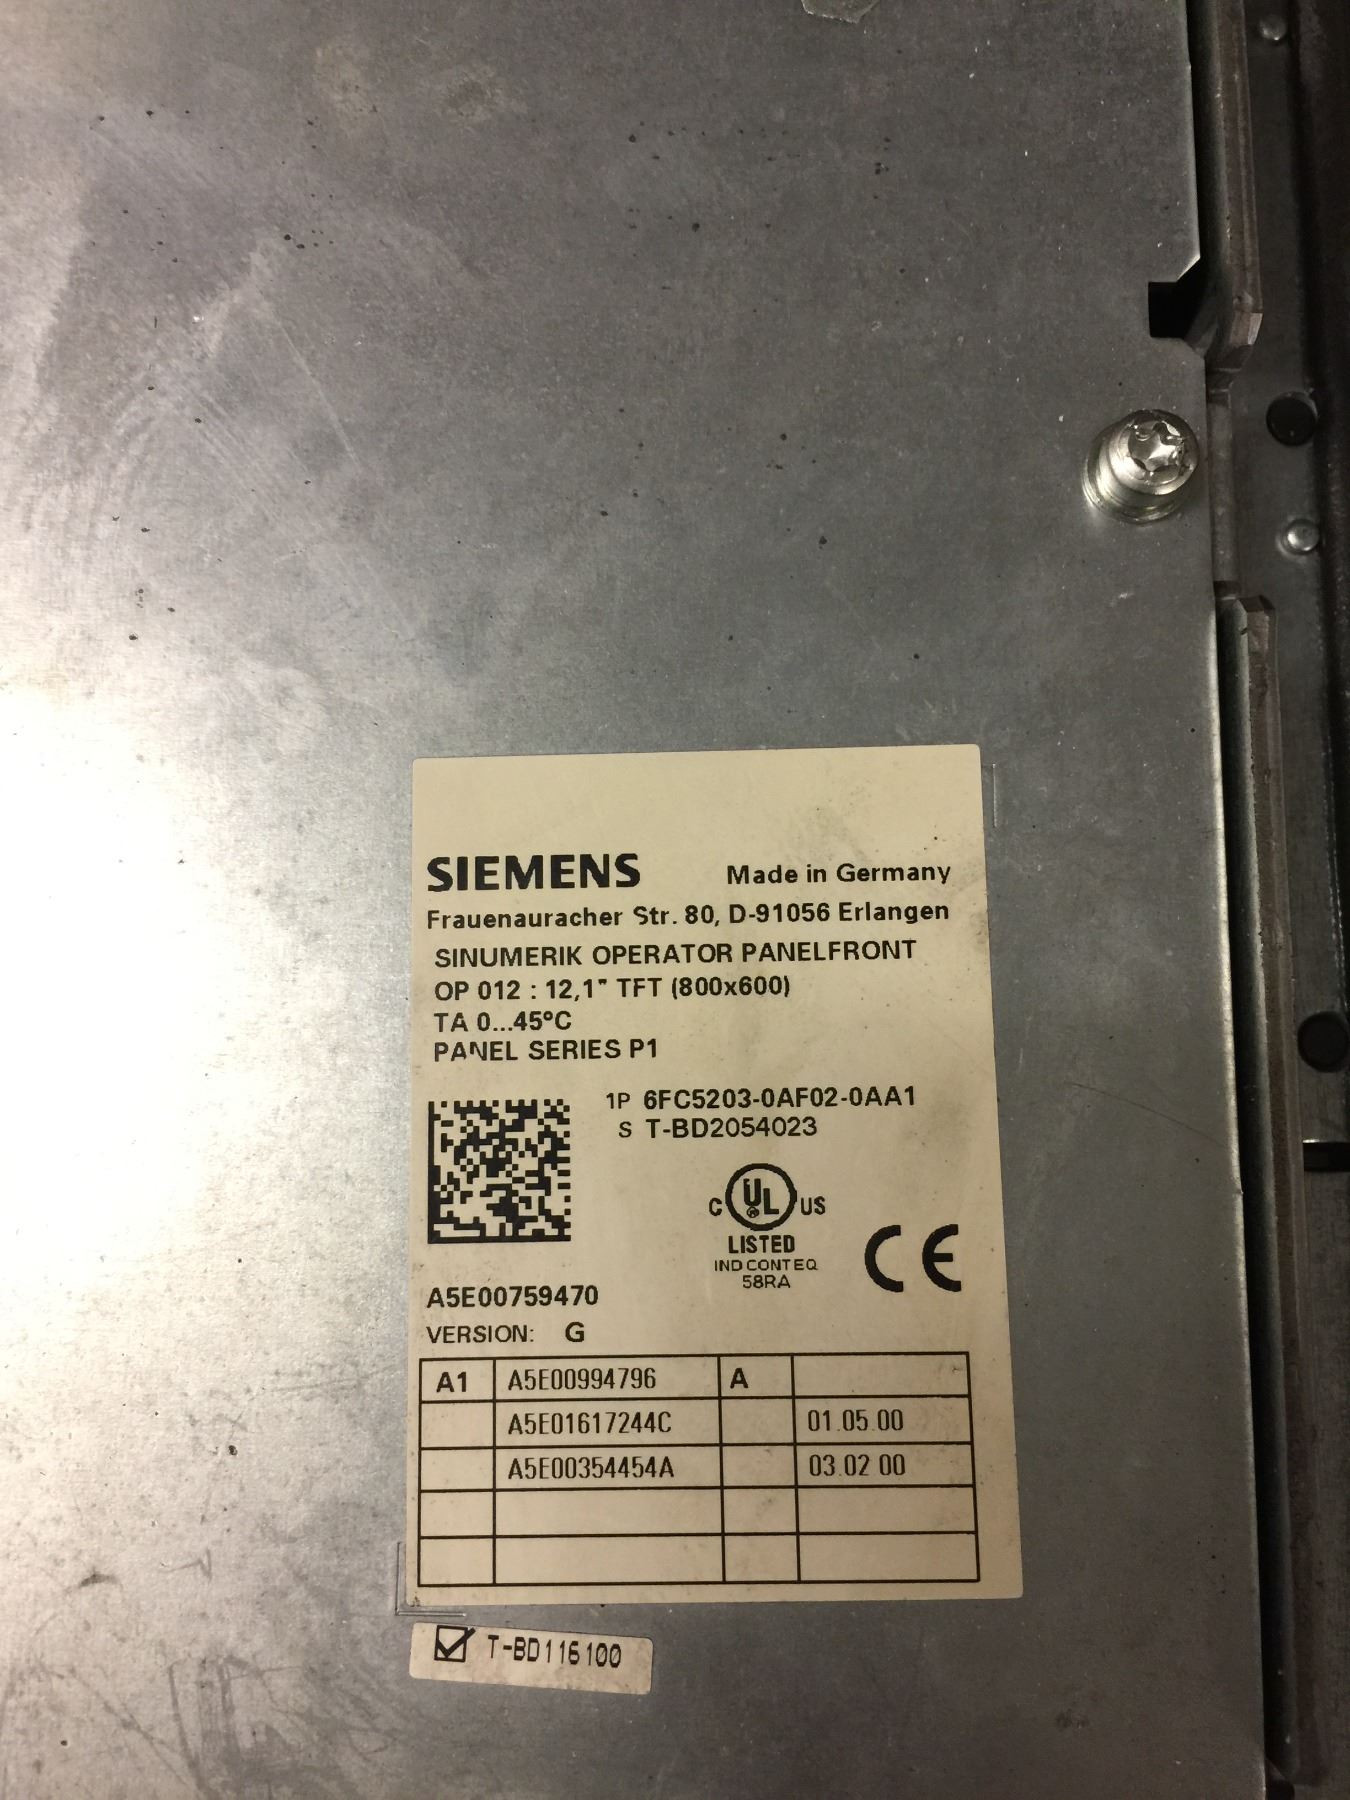 SIEMENS Made in Germany
Frauenauracher Str. 80, D-91056 Erlangen
SINUMERIK OPERATOR PANELFRONT
OP 012 : 12,1" TFT (800x600)
TA 0...45°C
PANEL SERIES P1
1P 6FC5203-0AF02-0AA1
S T-BD2054023
C UL ® US
LISTED
IND CONT EQ
58RA
CE
A5E00759470
VERSION: G
A1 A5E00994796 A
A5E01617244C 01.05.00
A5E00354454A 03.02 00
T-BD116100